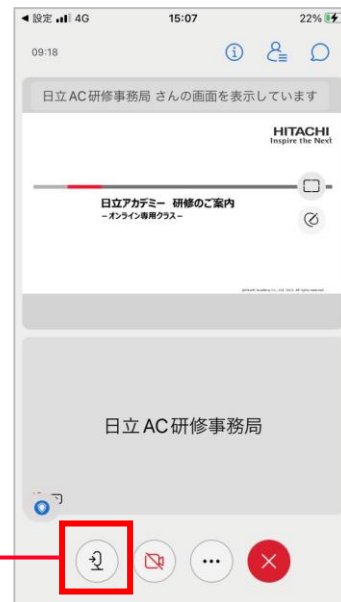 設定 4G 15:07 22%
09:18
日立AC研修事務局 さんの画面を表示しています
HITACHI
Inspire the Next
日立アカデミー 研修のご案内
−オンライン専用クラス−
日立AC研修事務局